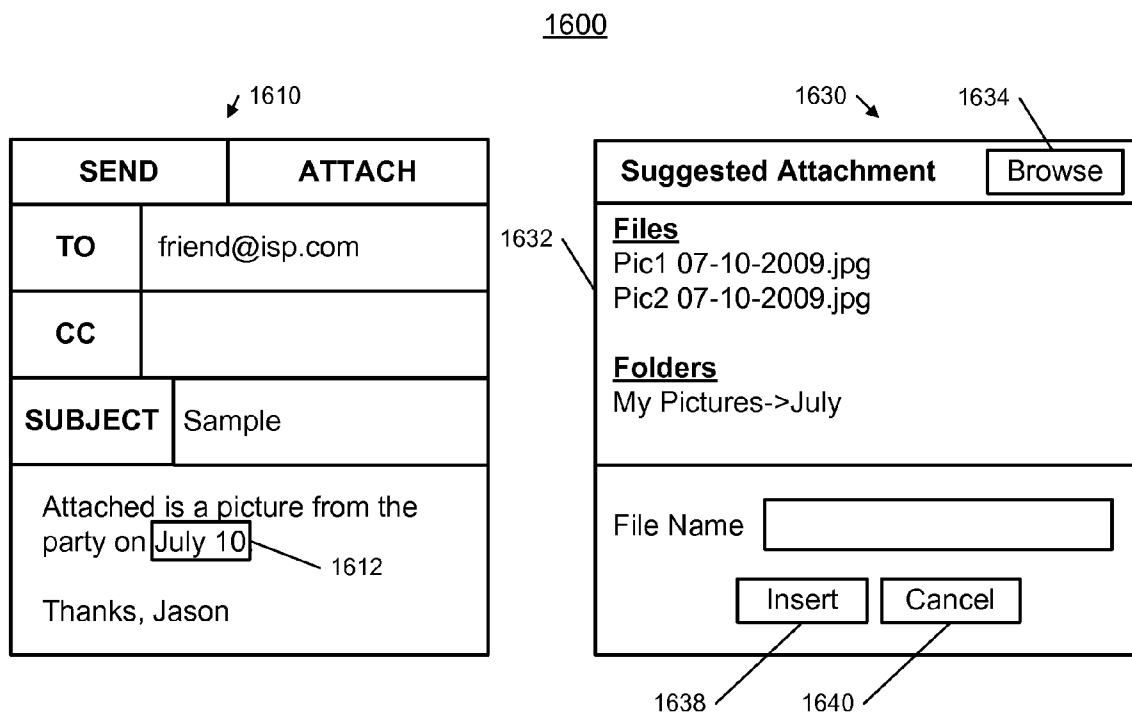 1600
1610
SEND
ATTACH
TO
friend@isp.com
CC
SUBJECT
Sample
Attached is a picture from the
party on July 10
1612
Thanks, Jason
1630
1634
Suggested Attachment
Browse
1632
Files
Pic1 07-10-2009.jpg
Pic2 07-10-2009.jpg
Folders
My Pictures->July
File Name
Insert
Cancel
1638
1640